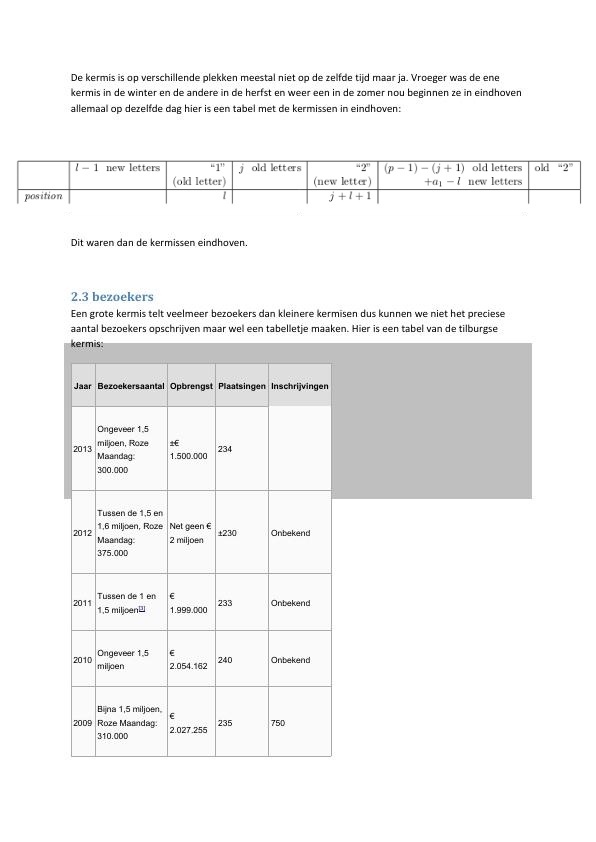 De kermis is op verschillende plekken meestal niet op de zelfde tijd maar ja. Vroeger was de ene
kermis in de winter en de andere in de herfst en weer een in de zomer nou beginnen ze in eindhoven
allemaal op dezelfde dag hier is een tabel met de kermissen in eindhoven:
l − 1 new letters “1” j old letters “2” (p − 1) − (j + 1) old letters old “2”
(old letter) (new letter) +a₁ − l new letters
position l j + l + 1
Dit waren dan de kermissen eindhoven.
2.3 bezoekers
Een grote kermis telt veelmeer bezoekers dan kleinere kermisen dus kunnen we niet het preciese
aantal bezoekers opschrijven maar wel een tabelletje maaken. Hier is een tabel van de tilburgse
kermis:
Jaar Bezoekersaantal Opbrengst Plaatsingen Inschrijvingen
2013 Ongeveer 1,5 miljoen, Roze Maandag: 300.000 ±€ 1.500.000 234
2012 Tussen de 1,5 en 1,6 miljoen, Roze Maandag: 375.000 Net geen € 2 miljoen ±230 Onbekend
2011 Tussen de 1 en 1,5 miljoen[3] € 1.999.000 233 Onbekend
2010 Ongeveer 1,5 miljoen € 2.054.162 240 Onbekend
2009 Bijna 1,5 miljoen, Roze Maandag: 310.000 € 2.027.255 235 750